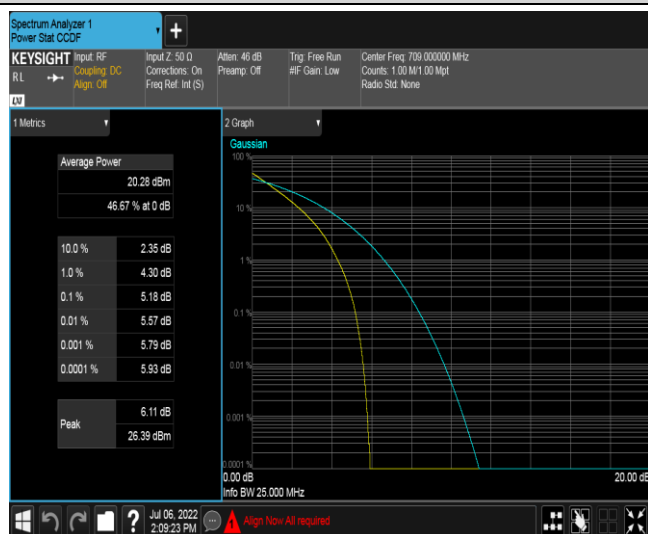 Spectrum Analyzer 1
Power Stat CCDF
+
KEYSIGHT
RL
LXI
Input: RF
Coupling: DC
Align: Off
Input Z: 50 Ω
Corrections: On
Freq Ref: Int (S)
Atten: 46 dB
Preamp: Off
Trig: Free Run
#IF Gain: Low
Center Freq: 709.000000 MHz
Counts: 1.00 M/1.00 Mpt
Radio Std: None
1 Metrics
Average Power
20.28 dBm
46.67 % at 0 dB
10.0 % 2.35 dB
1.0 % 4.30 dB
0.1 % 5.18 dB
0.01 % 5.57 dB
0.001 % 5.79 dB
0.0001 % 5.93 dB
Peak
6.11 dB
26.39 dBm
2 Graph
Gaussian
100 %
10 %
1 %
0.1 %
0.01 %
0.001 %
0.0001 %
0.00 dB 20.00 dB
Info BW 25.000 MHz
?
Jul 06, 2022
2:09:23 PM
Align Now All required